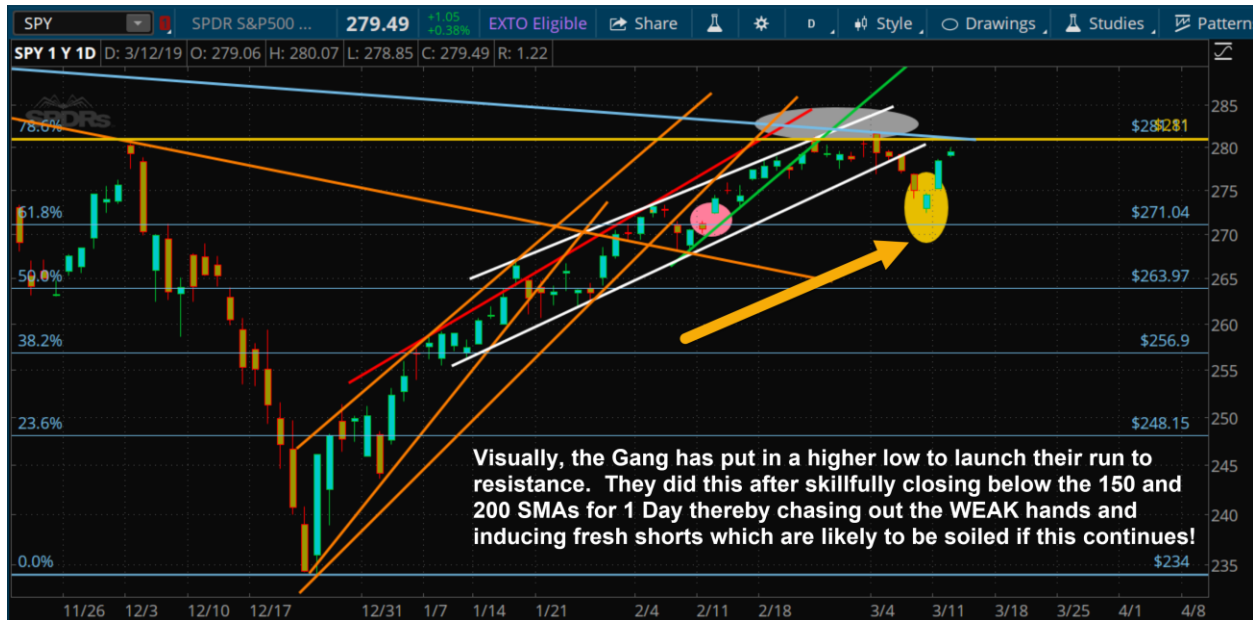 SPY SPDR S&P500 ... 279.49 +1.05 +0.38% EXTO Eligible Share D Style Drawings Studies Pattern
SPY 1 Y 1D D: 3/12/19 O: 279.06 H: 280.07 L: 278.85 C: 279.49 R: 1.22
SPDRs
285
78.6%
280
275
61.8% $271.04
270
50.0% $263.97
265
260
38.2% $256.9
255
250
23.6% $248.15
Visually, the Gang has put in a higher low to launch their run to
resistance. They did this after skillfully closing below the 150 and
200 SMAs for 1 Day thereby chasing out the WEAK hands and
inducing fresh shorts which are likely to be soiled if this continues!
245
240
0.0% $234
235
11/26 12/3 12/10 12/17 12/31 1/7 1/14 1/21 2/4 2/11 2/18 3/4 3/11 3/18 3/25 4/1 4/8